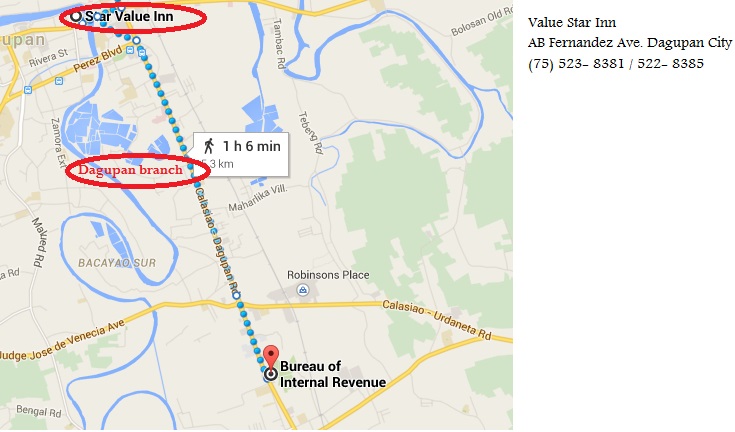 Star Value Inn
upan
Rivera St
Perez Blvd
Zamora Ext
Tambac Rd
Bolosan Old Ro
Tebeng Rd
1 h 6 min
5.3 km
Dagupan branch
Maharlika Vill.
Calasiao - Dagupan Rd
Malued Rd
BACAYAO SUR
a Rd
Robinsons Place
Calasiao - Urdaneta Rd
Judge Jose de Venecia Ave
Bureau of
Internal Revenue
Bengal Rd
Value Star Inn
AB Fernandez Ave. Dagupan City
(75) 523– 8381 / 522– 8385